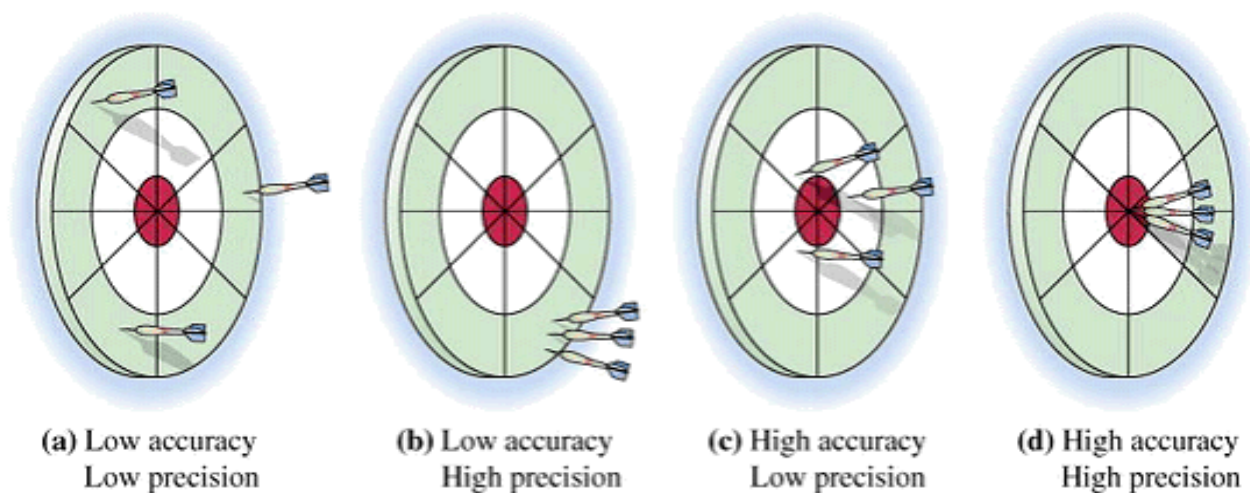 (a) Low accuracy
Low precision
(b) Low accuracy
High precision
(c) High accuracy
Low precision
(d) High accuracy
High precision